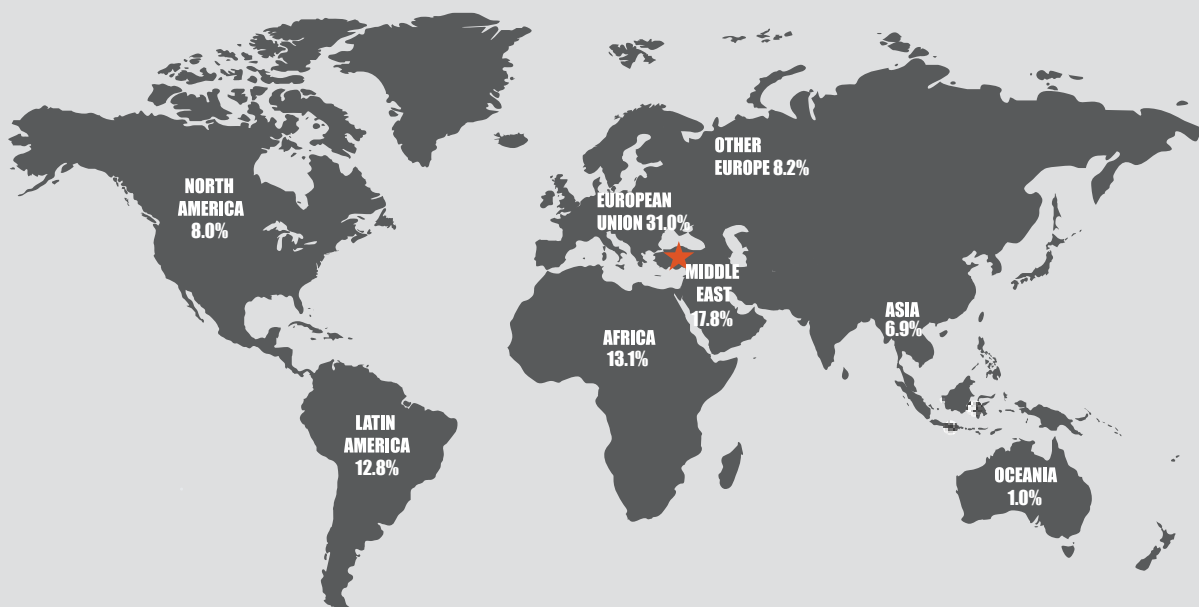 OTHER
EUROPE 8.2%
NORTH
AMERICA
8.0%
EUROPEAN
UNION 31.0%
MIDDLE
EAST
17.8%
ASIA
6.9%
AFRICA
13.1%
LATIN
AMERICA
12.8%
OCEANIA
1.0%